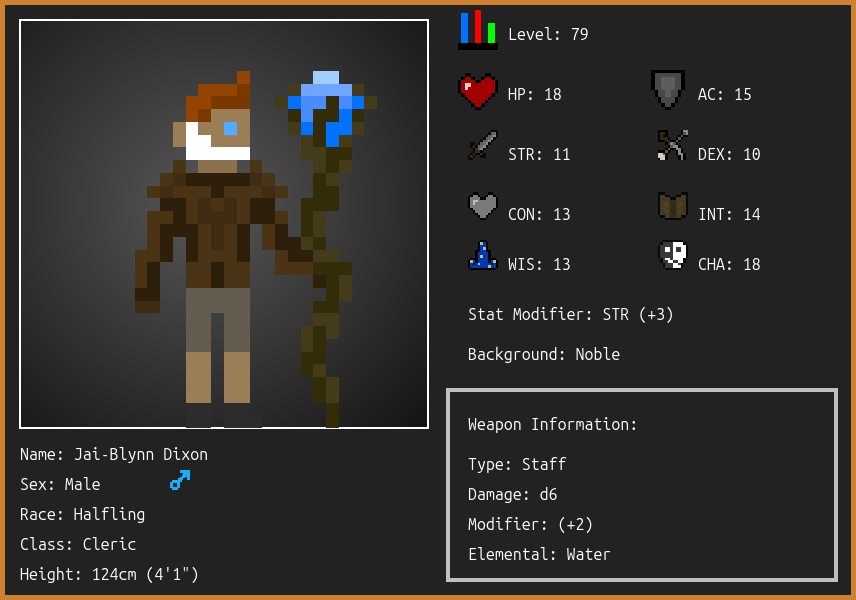 Level: 79
HP: 18
AC: 15
STR: 11
DEX: 10
CON: 13
INT: 14
WIS: 13
CHA: 18
Stat Modifier: STR (+3)
Background: Noble
Weapon Information:
Type: Staff
Damage: d6
Modifier: (+2)
Elemental: Water
Name: Jai-Blynn Dixon
Sex: Male
Race: Halfling
Class: Cleric
Height: 124cm (4'1")